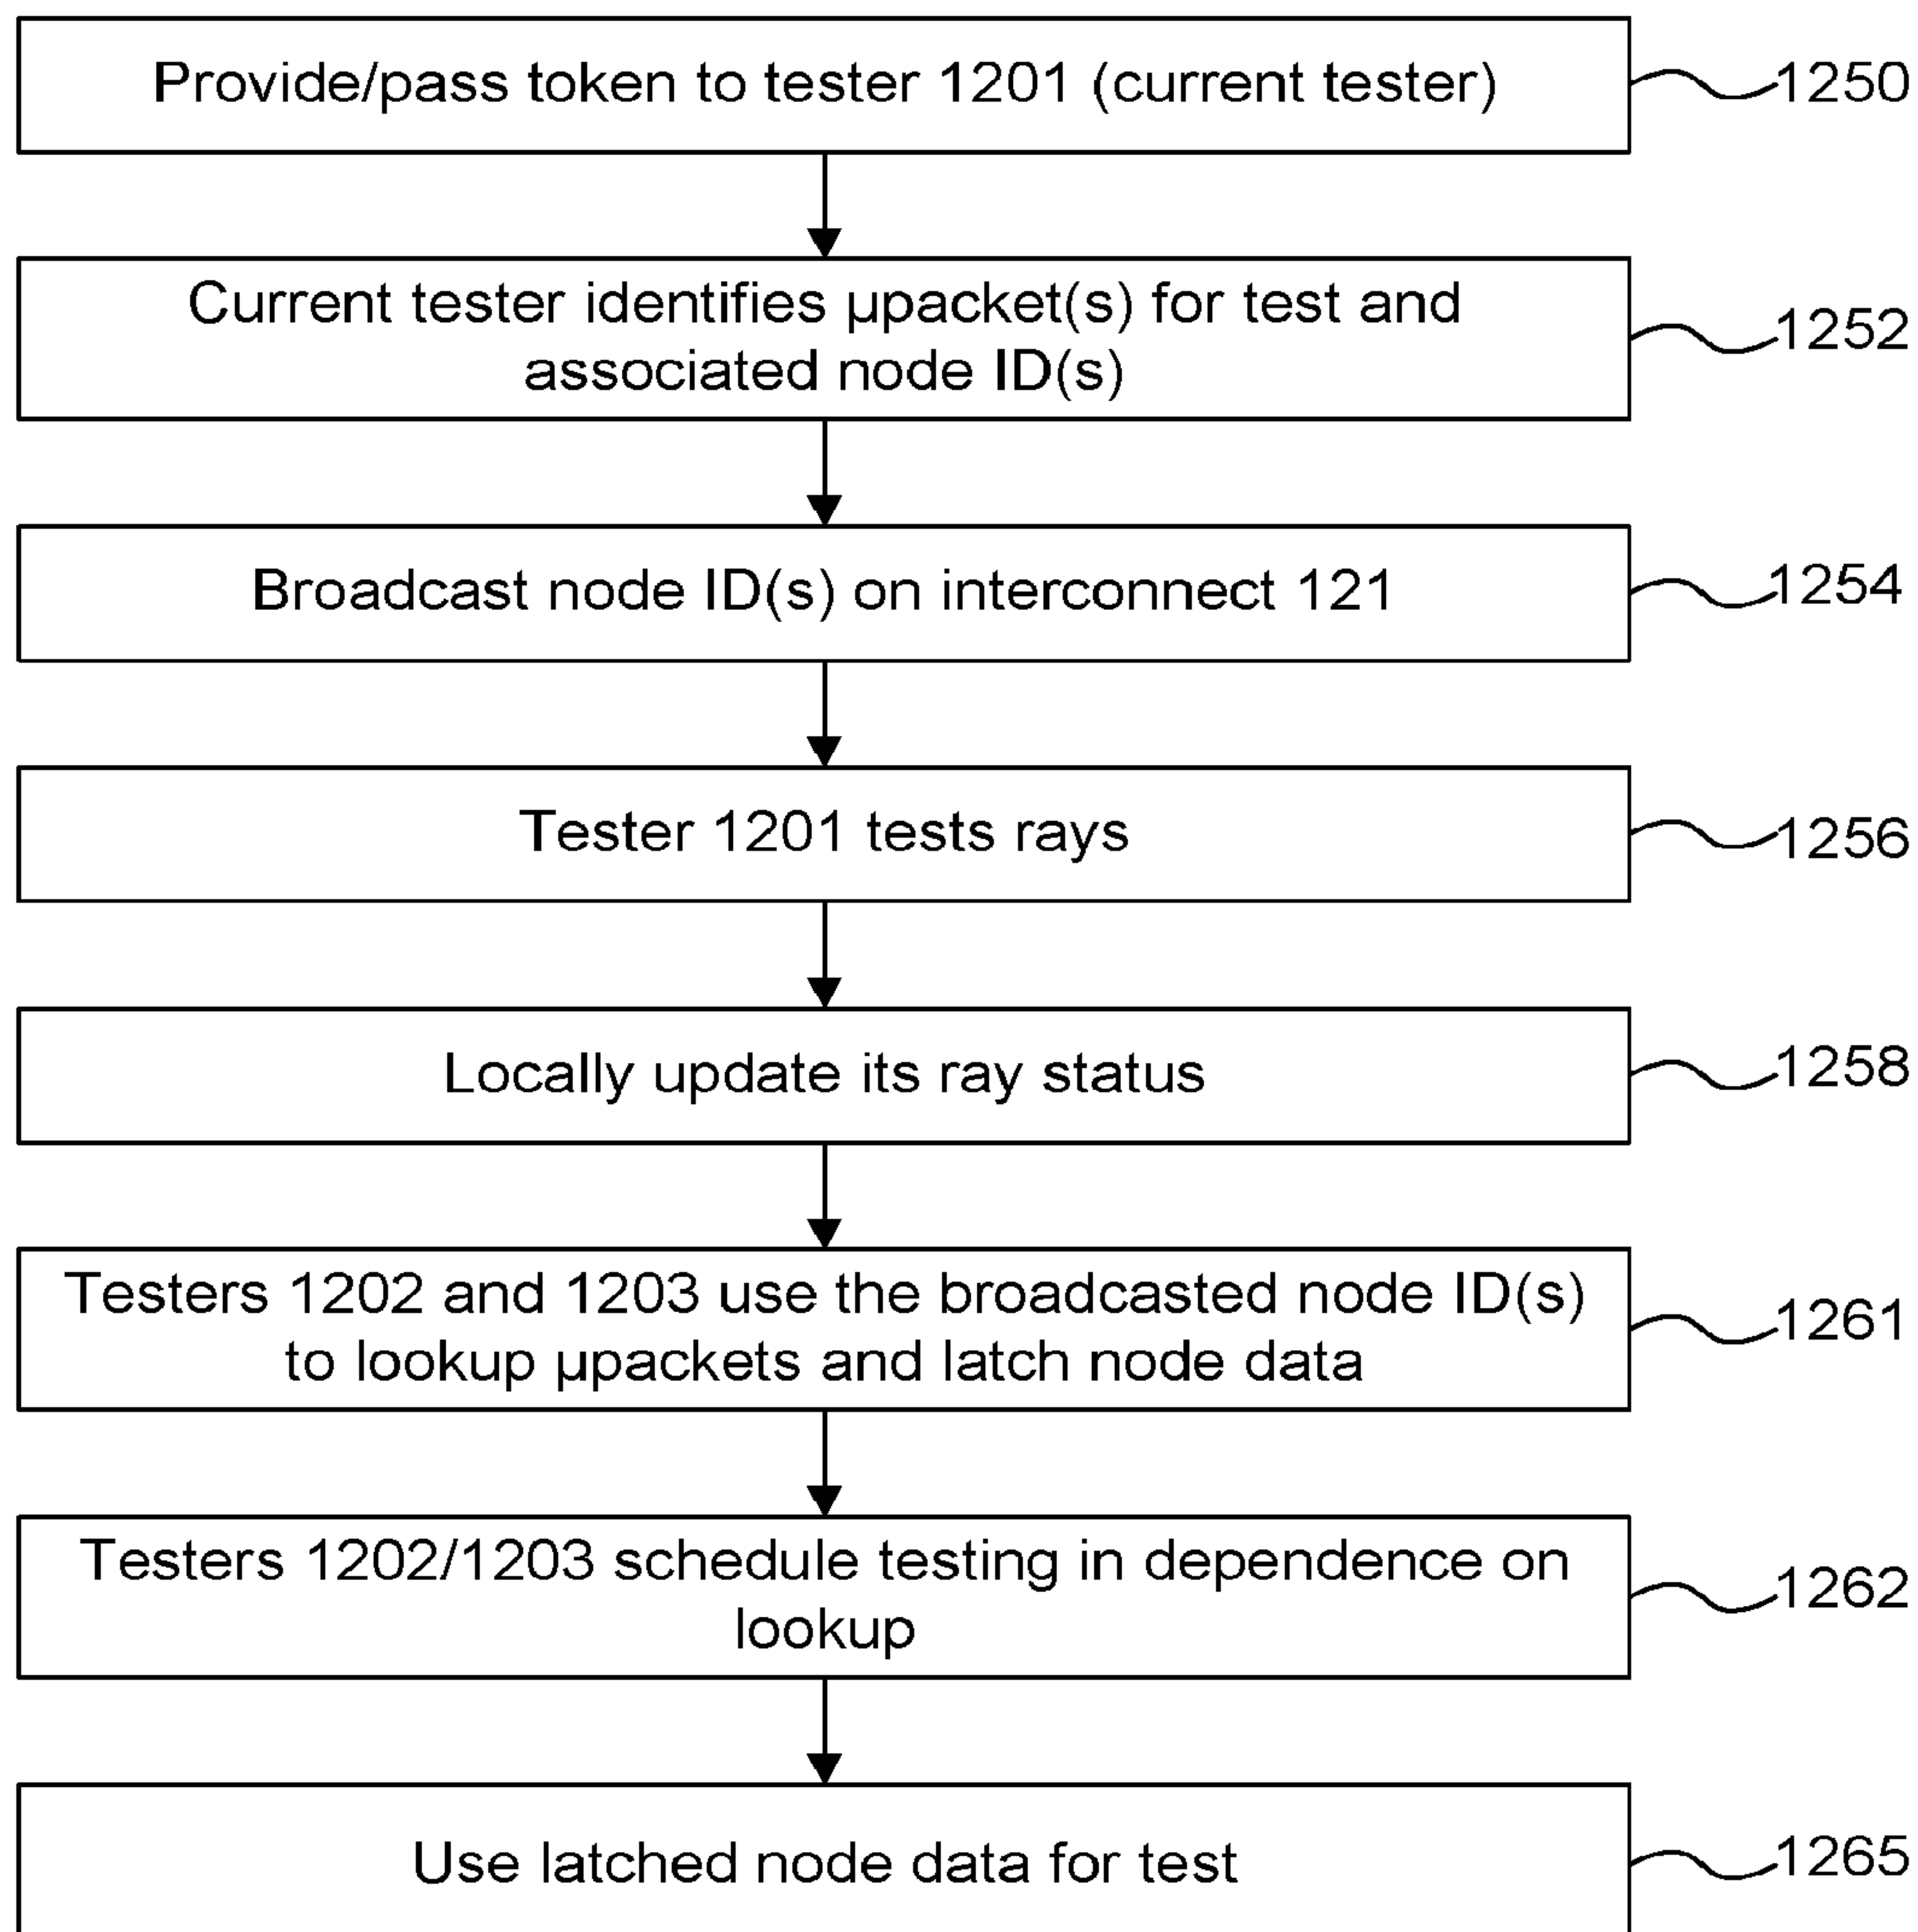 Provide/pass token to tester 1201 (current tester)
1250
Current tester identifies µpacket(s) for test and
associated node ID(s)
1252
Broadcast node ID(s) on interconnect 121
1254
Tester 1201 tests rays
1256
Locally update its ray status
1258
Testers 1202 and 1203 use the broadcasted node ID(s)
to lookup µpackets and latch node data
1261
Testers 1202/1203 schedule testing in dependence on
lookup
1262
Use latched node data for test
1265